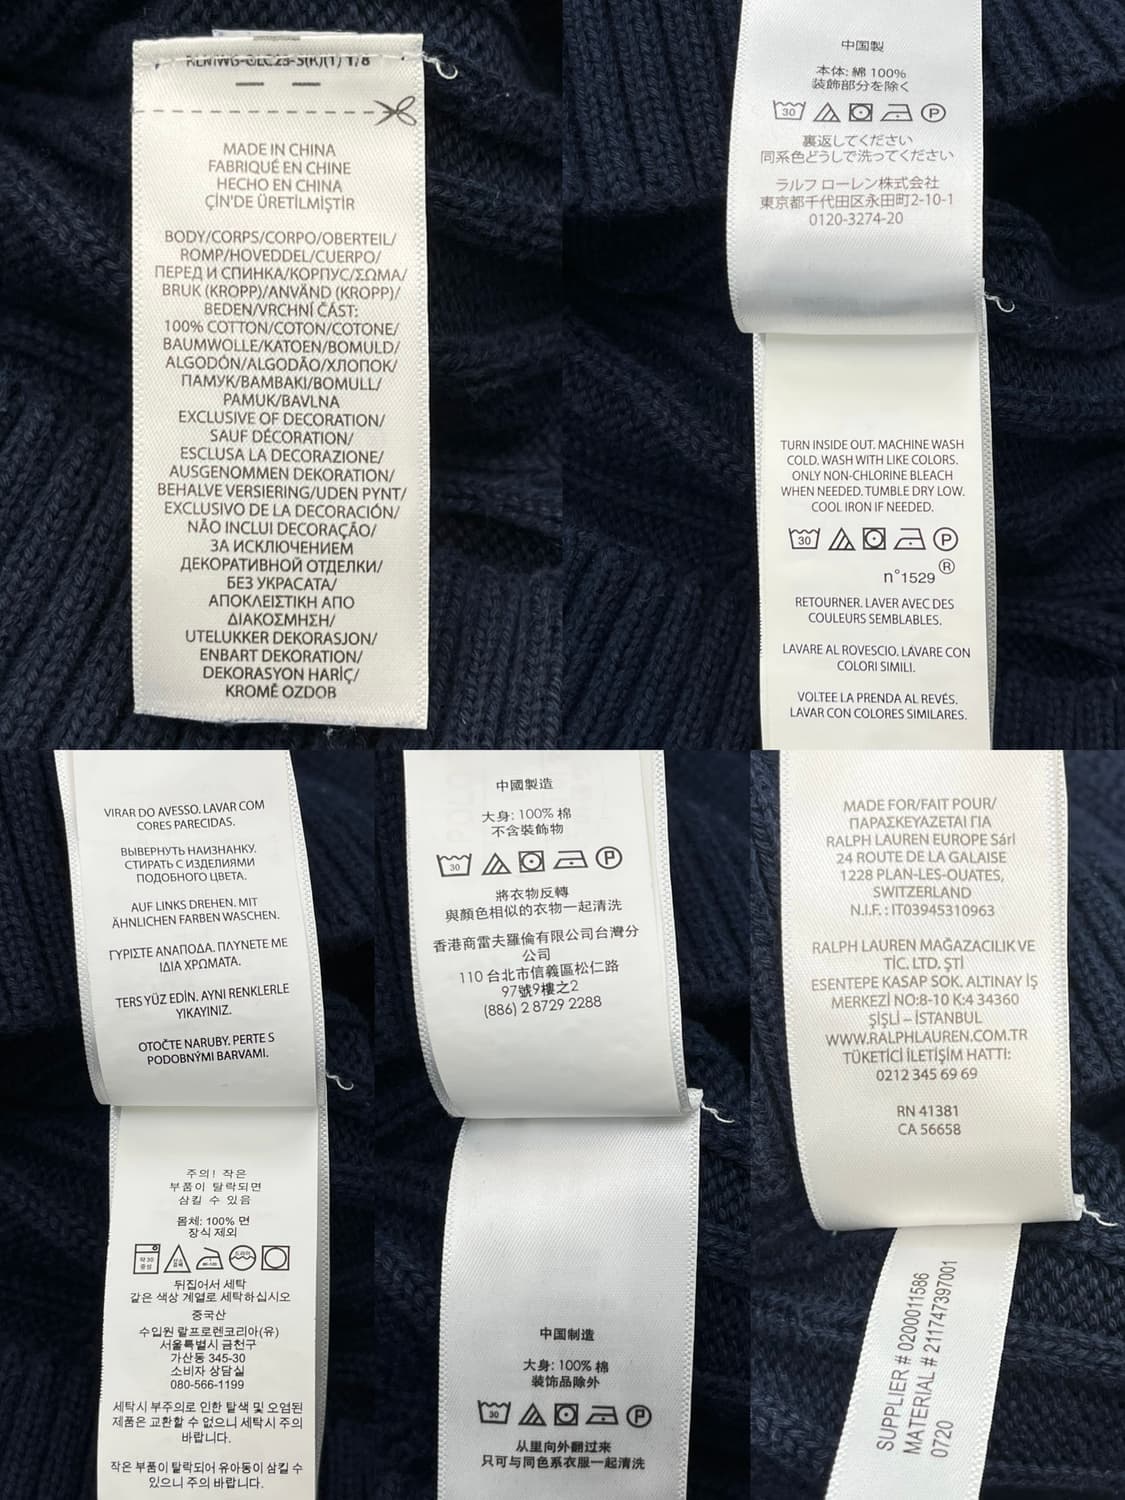 RLN1WG-GLC23-S(K)(1) 1/8
MADE IN CHINA
FABRIQUÉ EN CHINE
HECHO EN CHINA
ÇİN'DE ÜRETİLMİŞTİR
BODY/CORPS/CORPO/OBERTEIL/
ROMP/HOVEDDEL/CUERPO/
ПЕРЕД И СПИНКА/КОРПУС/ΣΩΜΑ/
BRUK (KROPP)/ANVÄND (KROPP)/
BEDEN/VRCHNÍ ČÁST:
100% COTTON/COTON/COTONE/
BAUMWOLLE/KATOEN/BOMULD/
ALGODÓN/ALGODÃO/ХЛОПОК/
ПАМУК/ΒΑΜΒΑΚΙ/BOMULL/
PAMUK/BAVLNA
EXCLUSIVE OF DECORATION/
SAUF DÉCORATION/
ESCLUSA LA DECORAZIONE/
AUSGENOMMEN DEKORATION/
BEHALVE VERSIERING/UDEN PYNT/
EXCLUSIVO DE LA DECORACIÓN/
NÃO INCLUI DECORAÇÃO/
ЗА ИСКЛЮЧЕНИЕМ
ДЕКОРАТИВНОЙ ОТДЕЛКИ/
БЕЗ УКРАСАТА/
ΑΠΟΚΛΕΙΣΤΙΚΗ ΑΠΟ
ΔΙΑΚΟΣΜΗΣΗ/
UTELUKKER DEKORASJON/
ENBART DEKORATION/
DEKORASYON HARİÇ/
KROMĚ OZDOB
中国製
本体: 綿 100%
装飾部分を除く
30 P
裏返してください
同系色どうしで洗ってください
ラルフ ローレン株式会社
東京都千代田区永田町2-10-1
0120-3274-20
TURN INSIDE OUT. MACHINE WASH
COLD. WASH WITH LIKE COLORS.
ONLY NON-CHLORINE BLEACH
WHEN NEEDED. TUMBLE DRY LOW.
COOL IRON IF NEEDED.
30 P
n°1529 ®
RETOURNER. LAVER AVEC DES
COULEURS SEMBLABLES.
LAVARE AL ROVESCIO. LAVARE CON
COLORI SIMILI.
VOLTEE LA PRENDA AL REVÉS.
LAVAR CON COLORES SIMILARES.
VIRAR DO AVESSO. LAVAR COM
CORES PARECIDAS.
ВЫВЕРНУТЬ НАИЗНАНКУ.
СТИРАТЬ С ИЗДЕЛИЯМИ
ПОДОБНОГО ЦВЕТА.
AUF LINKS DREHEN. MIT
ÄHNLICHEN FARBEN WASCHEN.
ΓΥΡΙΣΤΕ ΑΝΑΠΟΔΑ. ΠΛΥΝΕΤΕ ΜΕ
ΙΔΙΑ ΧΡΩΜΑΤΑ.
TERS YÜZ EDİN. AYNI RENKLERLE
YIKAYINIZ.
OTOČTE NARUBY. PERTE S
PODOBNÝMI BARVAMI.
주의! 작은
부품이 탈락되면
삼킬 수 있음
몸체: 100% 면
장식 제외
뒤집어서 세탁
같은 색상 계열로 세탁하십시오
중국산
수입원 랄프로렌코리아(유)
서울특별시 금천구
가산동 345-30
소비자 상담실
080-566-1199
세탁시 부주의로 인한 탈색 및 오염된
제품은 교환할 수 없으니 세탁시 주의
바랍니다.
작은 부품이 탈락되어 유아동이 삼킬 수
있으니 주의 바랍니다.
中國製造
大身: 100% 棉
不含裝飾物
30 P
將衣物反轉
與顏色相似的衣物一起清洗
香港商雷夫羅倫有限公司台灣分
公司
110 台北市信義區松仁路
97號9樓之2
(886) 2 8729 2288
中国制造
大身: 100% 棉
装饰品除外
30 P
从里向外翻过来
只可与同色系衣服一起清洗
MADE FOR/FAIT POUR/
ΠΑΡΑΣΚΕΥΑΖΕΤΑΙ ΓΙΑ
RALPH LAUREN EUROPE Sárl
24 ROUTE DE LA GALAISE
1228 PLAN-LES-OUATES,
SWITZERLAND
N.I.F. : IT03945310963
RALPH LAUREN MAĞAZACILIK VE
TİC. LTD. ŞTİ
ESENTEPE KASAP SOK. ALTINAY İŞ
MERKEZİ NO:8-10 K:4 34360
ŞİŞLİ – İSTANBUL
WWW.RALPHLAUREN.COM.TR
TÜKETİCİ İLETİŞİM HATTI:
0212 345 69 69
RN 41381
CA 56658
SUPPLIER # 0200011586
MATERIAL # 211747397001
0720